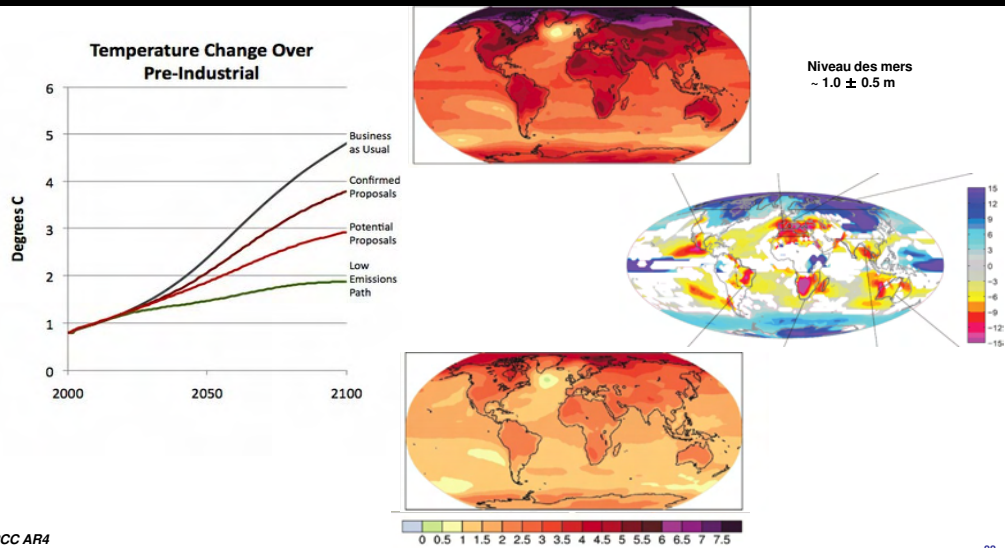 Temperature Change Over
Pre-Industrial
6
5
4
3
2
1
0
Degrees C
2000
2050
2100
Business
as Usual
Confirmed
Proposals
Potential
Proposals
Low
Emissions
Path
Niveau des mers
~ 1.0 ± 0.5 m
15
12
9
6
3
0
-3
-6
-9
-12
-15
0 0.5 1 1.5 2 2.5 3 3.5 4 4.5 5 5.5 6 6.5 7 7.5
CC AR4